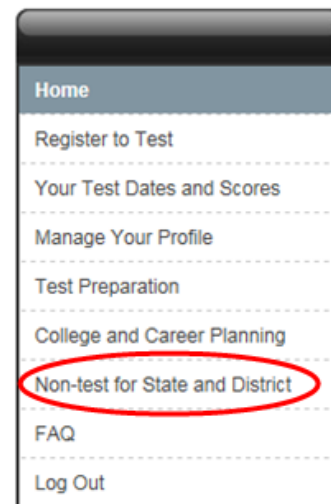 Home
Register to Test
Your Test Dates and Scores
Manage Your Profile
Test Preparation
College and Career Planning
Non-test for State and District
FAQ
Log Out